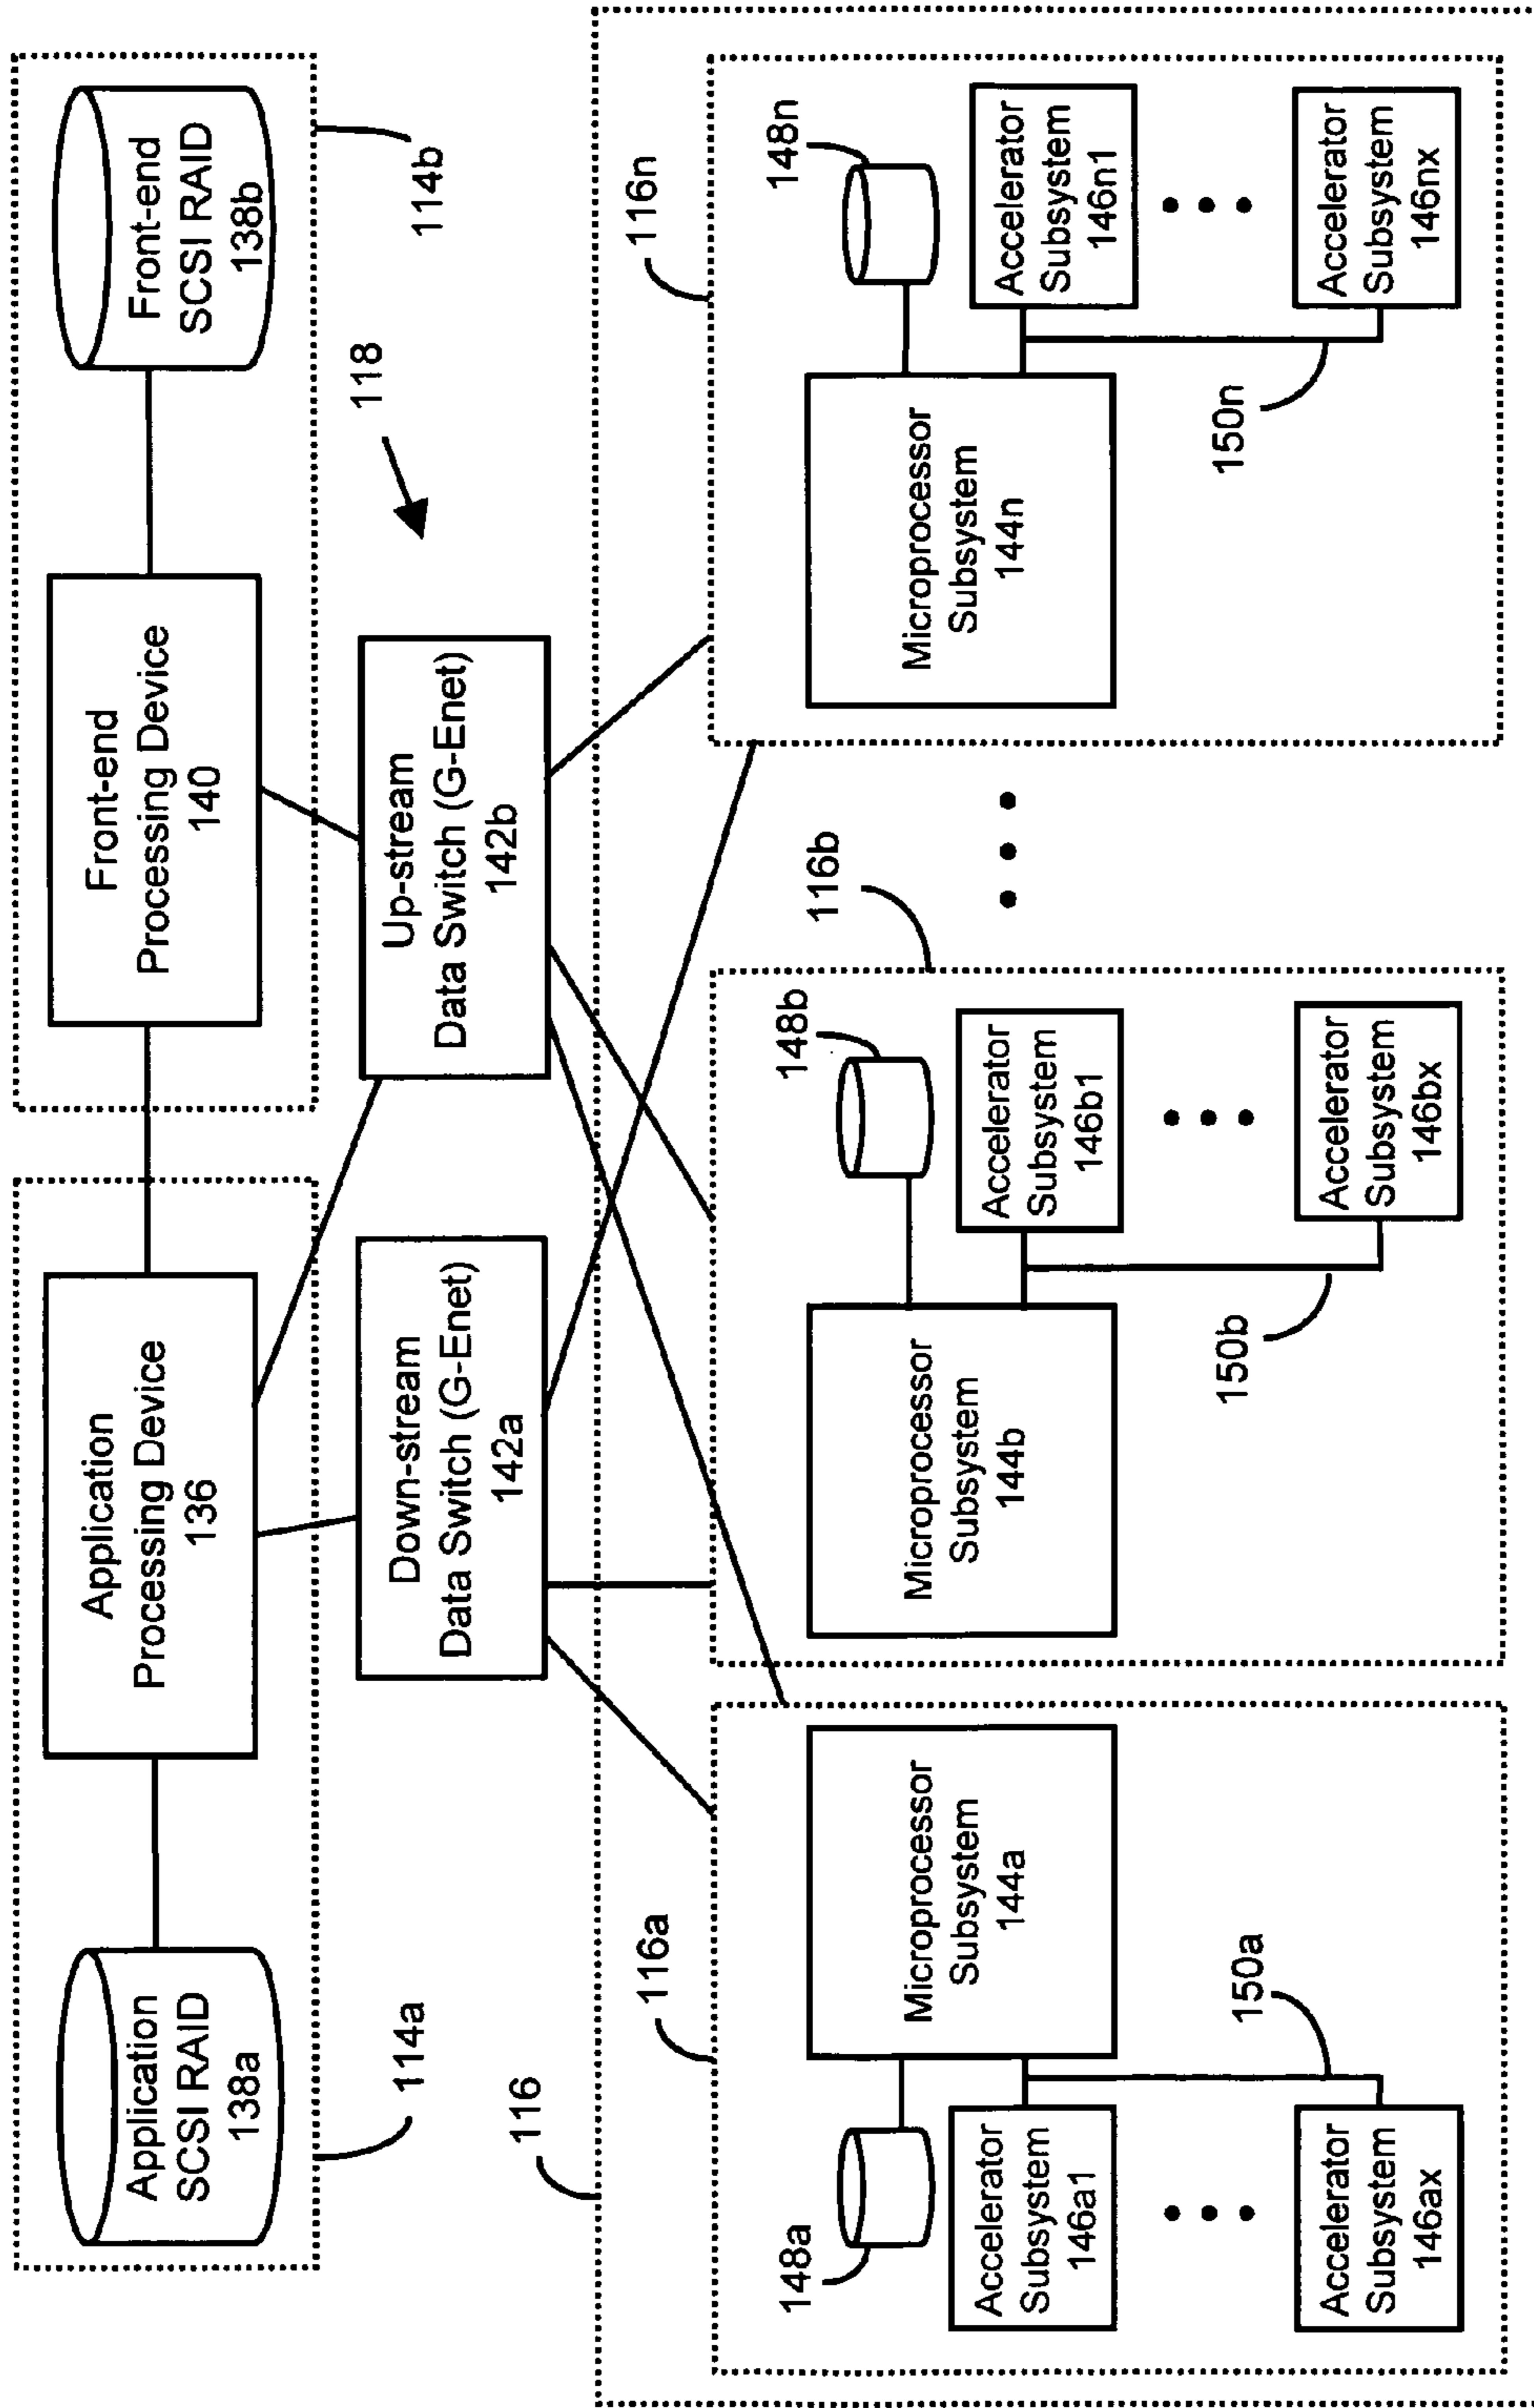 Application
SCSI RAID
138a
Application
Processing Device
136
Front-end
Processing Device
140
Front-end
SCSI RAID
138b
114a
114b
118
Down-stream
Data Switch (G-Enet)
142a
Up-stream
Data Switch (G-Enet)
142b
116
116a
148a
Accelerator
Subsystem
146a1
Accelerator
Subsystem
146ax
Microprocessor
Subsystem
144a
150a
116b
Microprocessor
Subsystem
144b
148b
Accelerator
Subsystem
146b1
Accelerator
Subsystem
146bx
150b
116n
Microprocessor
Subsystem
144n
148n
Accelerator
Subsystem
146n1
Accelerator
Subsystem
146nx
150n